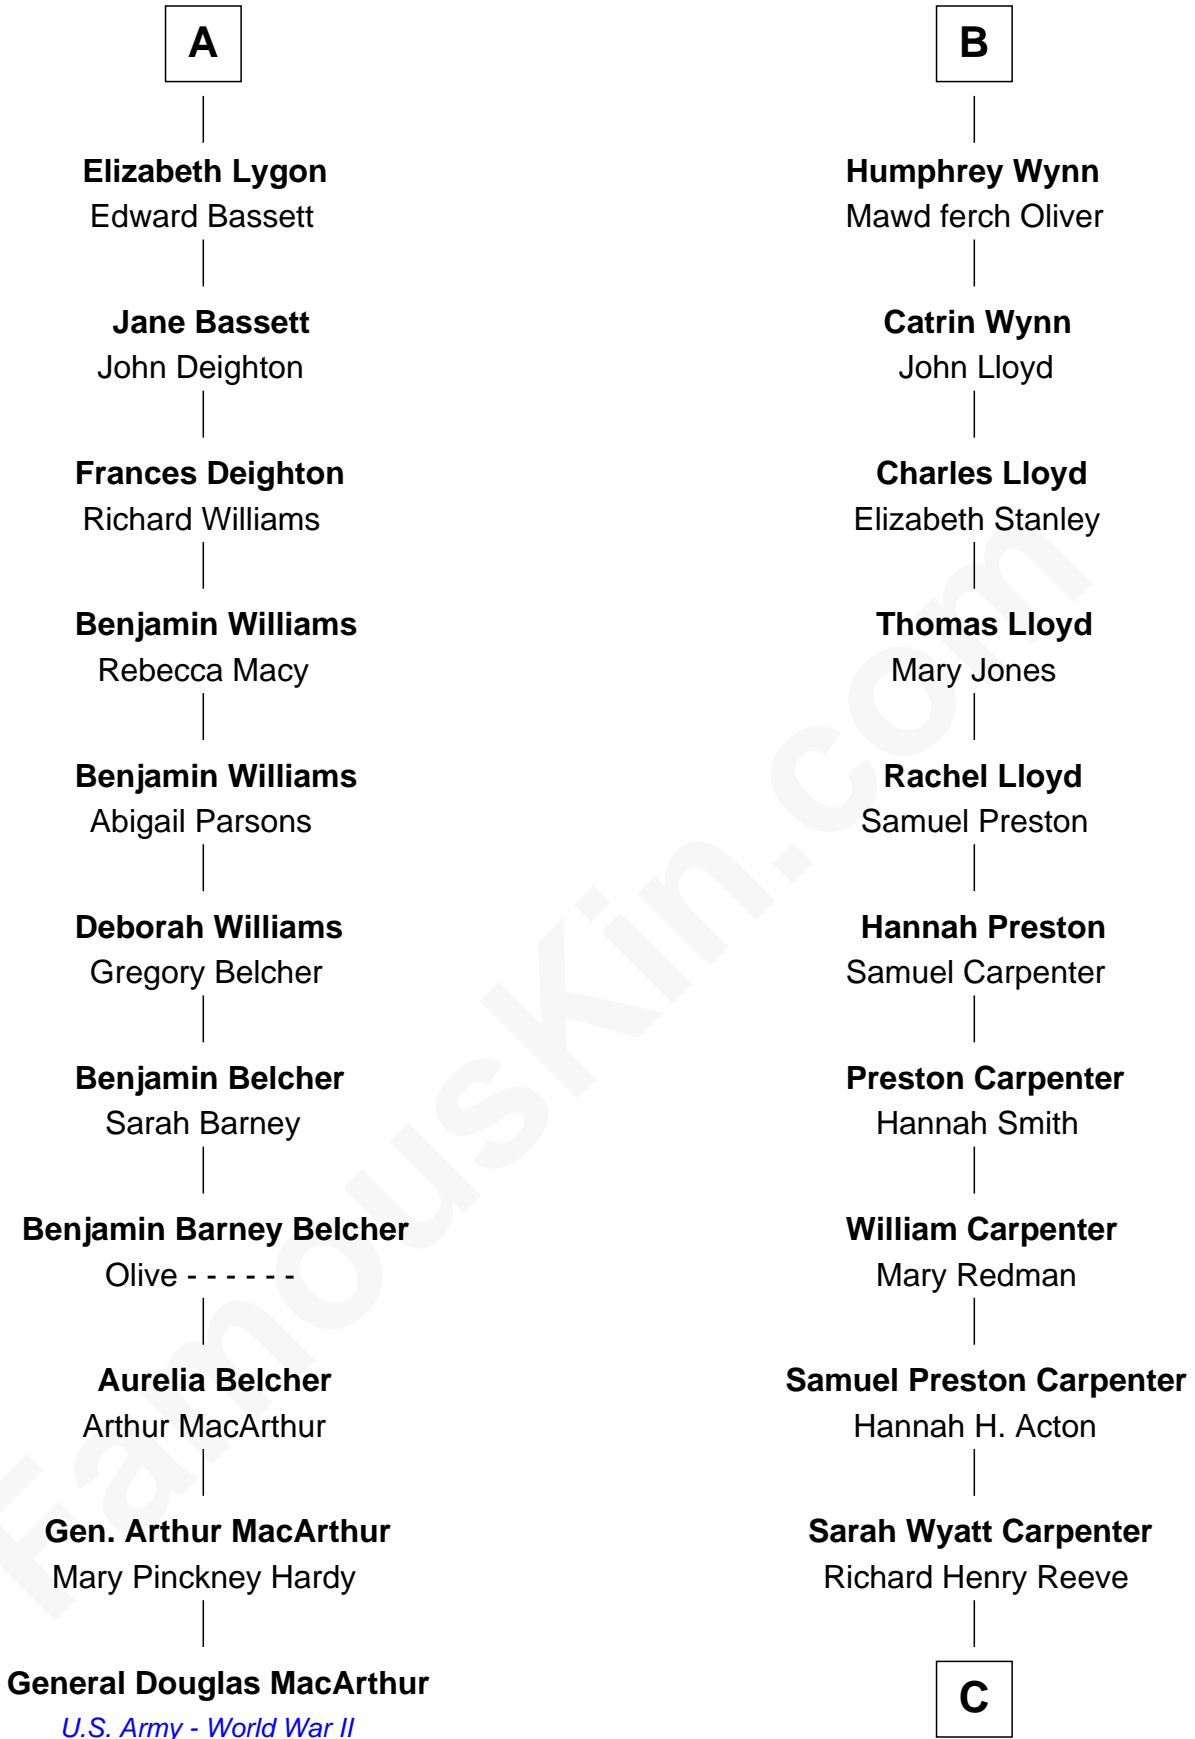 A
Elizabeth Lygon
Edward Bassett
Jane Bassett
John Deighton
Frances Deighton
Richard Williams
Benjamin Williams
Rebecca Macy
Benjamin Williams
Abigail Parsons
Deborah Williams
Gregory Belcher
Benjamin Belcher
Sarah Barney
Benjamin Barney Belcher
Olive - - - - - -
Aurelia Belcher
Arthur MacArthur
Gen. Arthur MacArthur
Mary Pinckney Hardy
General Douglas MacArthur
U.S. Army - World War II
B
Humphrey Wynn
Mawd ferch Oliver
Catrin Wynn
John Lloyd
Charles Lloyd
Elizabeth Stanley
Thomas Lloyd
Mary Jones
Rachel Lloyd
Samuel Preston
Hannah Preston
Samuel Carpenter
Preston Carpenter
Hannah Smith
William Carpenter
Mary Redman
Samuel Preston Carpenter
Hannah H. Acton
Sarah Wyatt Carpenter
Richard Henry Reeve
C
FamousKin.com